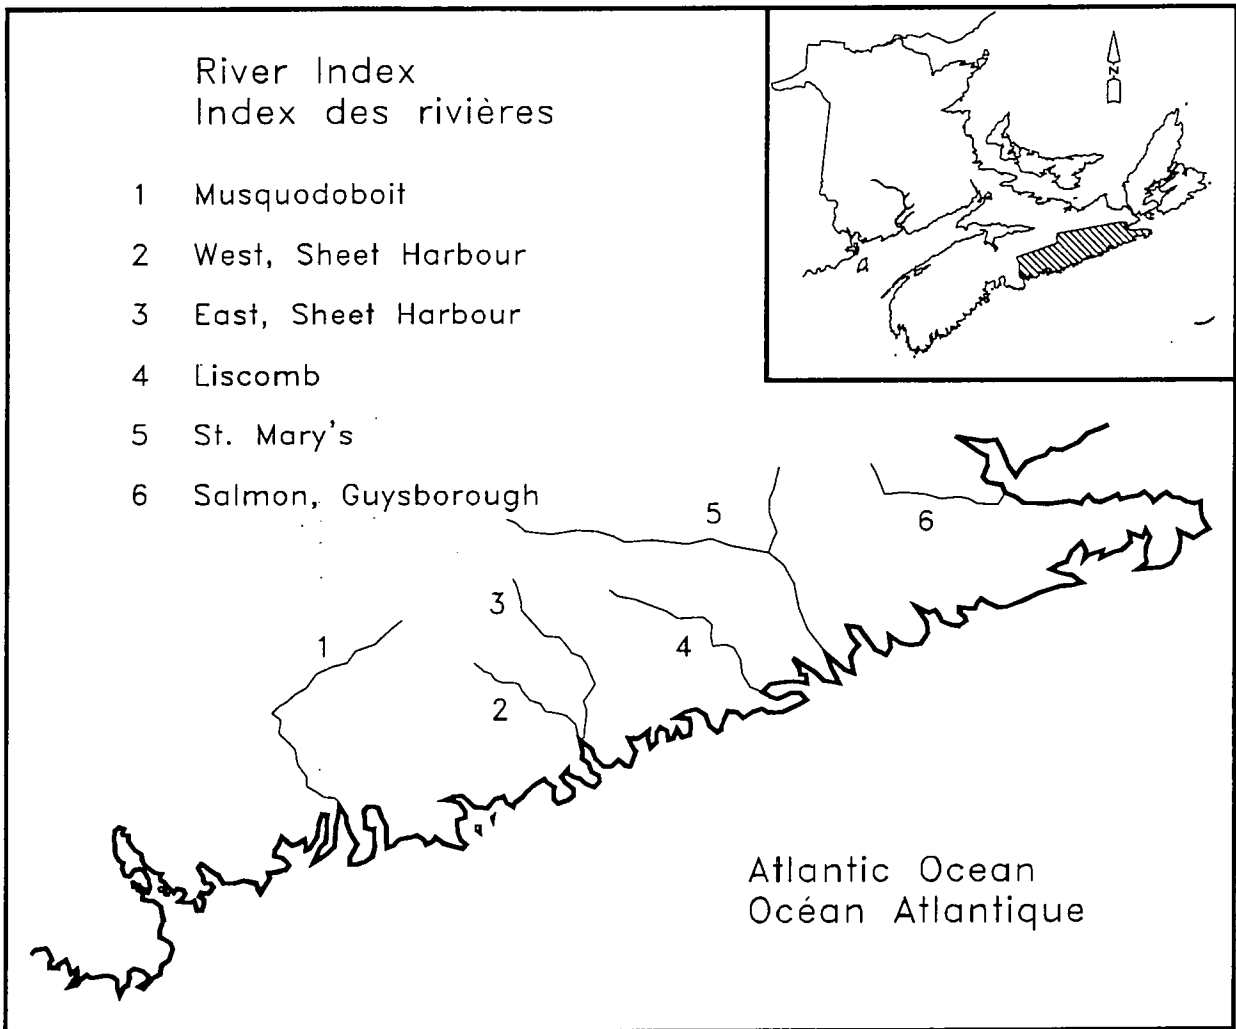 River Index
Index des rivières
1 Musquodoboit
2 West, Sheet Harbour
3 East, Sheet Harbour
4 Liscomb
5 St. Mary's
6 Salmon, Guysborough
N
5
6
3
1
4
2
Atlantic Ocean
Océan Atlantique